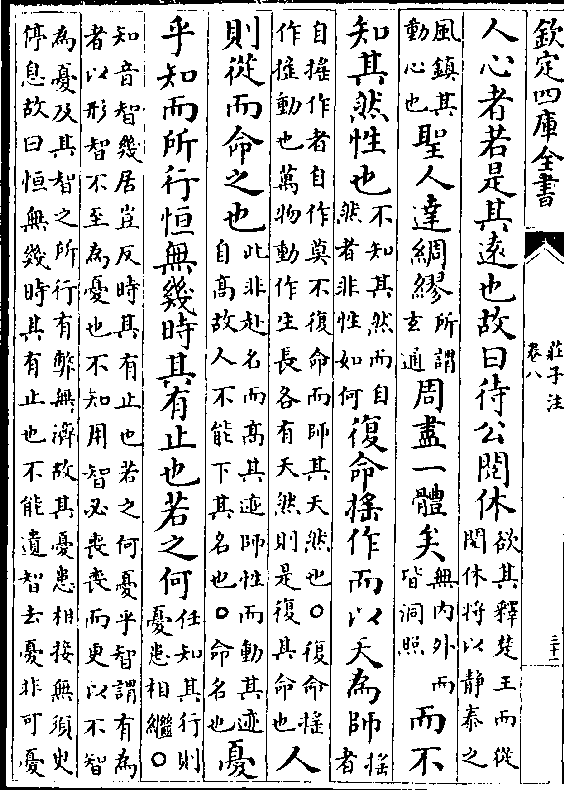 欽定四庫全書
莊子注
卷八
三十一
人心者若是其遠也故曰待公閱休欲其釋楚王而從閱休將以靜泰之
風鎮其動心也聖人達綢繆所謂玄通周盡一體矣無内外而皆洞照而不
知其然性也不知其然而自然者非性如何復命搖作而以天為師搖者
自搖作者自作莫不復命而師其天然也○復命搖作搖動也萬物動作生長各有天然則是復其命也人
則從而命之也此非赴名而高其迹師性而動其迹自高故人不能下其名也○命名也憂
乎知而所行恒無幾時其有止也若之何任知其行則憂患相繼○
知音智幾居豈反時其有止也若之何憂乎智謂有為者以形智不至為憂也不知用智必喪喪而更以不智
為憂及其智之所行有弊無濟故其憂患相接無須臾停息故曰恒無幾時其有止也不能遺智去憂非可憂